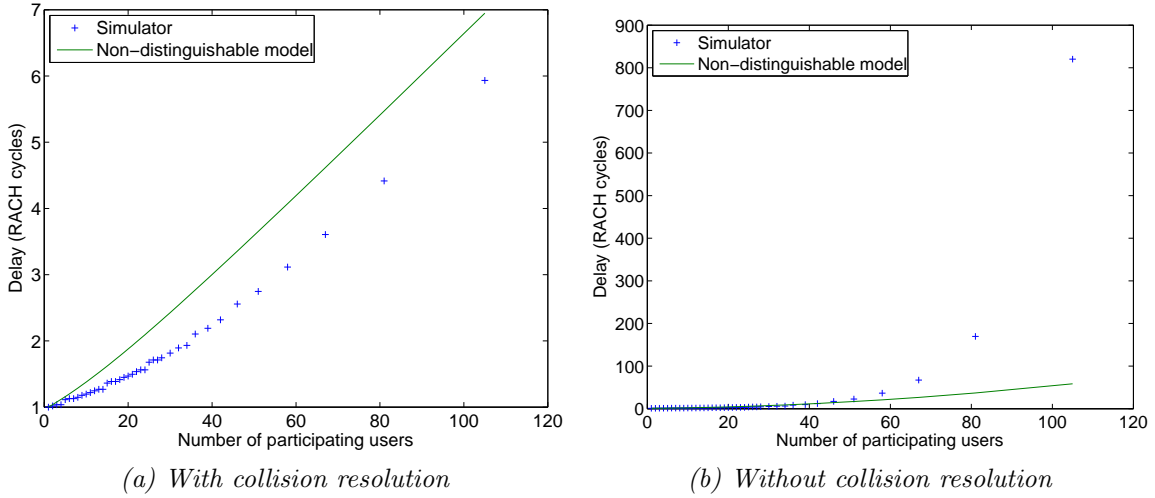 7
6
5
4
3
2
1
Delay (RACH cycles)
Simulator
Non−distinguishable model
0 20 40 60 80 100 120
Number of participating users
(a) With collision resolution
900
800
700
600
500
400
300
200
100
0
Delay (RACH cycles)
Simulator
Non−distinguishable model
0 20 40 60 80 100 120
Number of participating users
(b) Without collision resolution